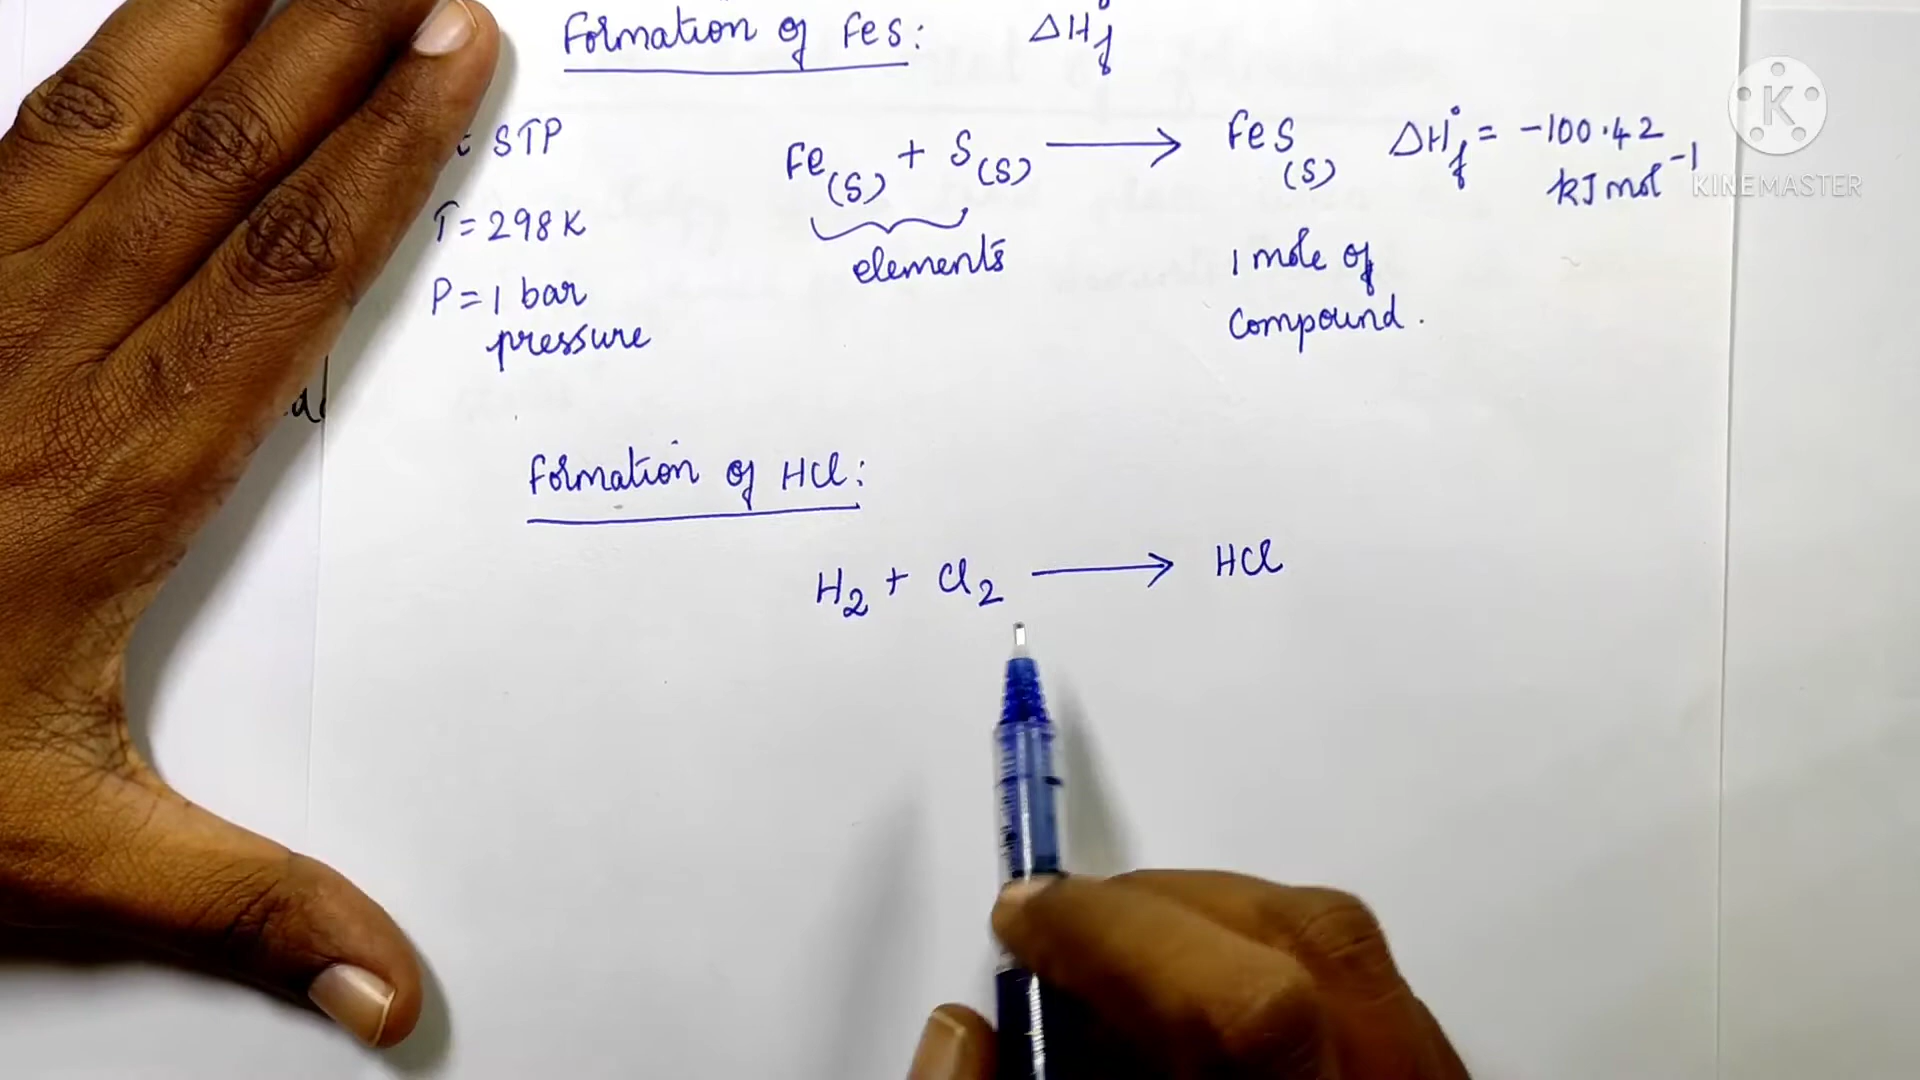 Formation of FeS: ΔH°f
t STP
Fe(s) + S(s) ⟶ FeS(s) ΔH°f = -100.42 kJ mol⁻¹
T = 298 K
elements
1 mole of
compound.
P = 1 bar
pressure
Formation of HCl:
H₂ + Cl₂ ⟶ HCl
KINEMASTER